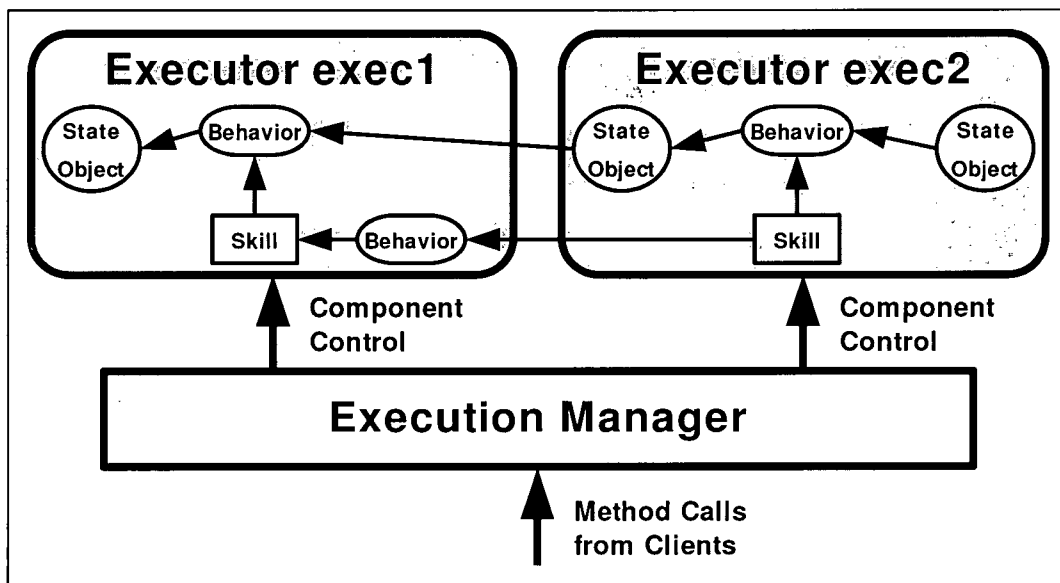 Executor exec1
Executor exec2
State
Object
Behavior
State
Object
Behavior
State
Object
Skill
Behavior
Skill
Component
Control
Component
Control
Execution Manager
Method Calls
from Clients